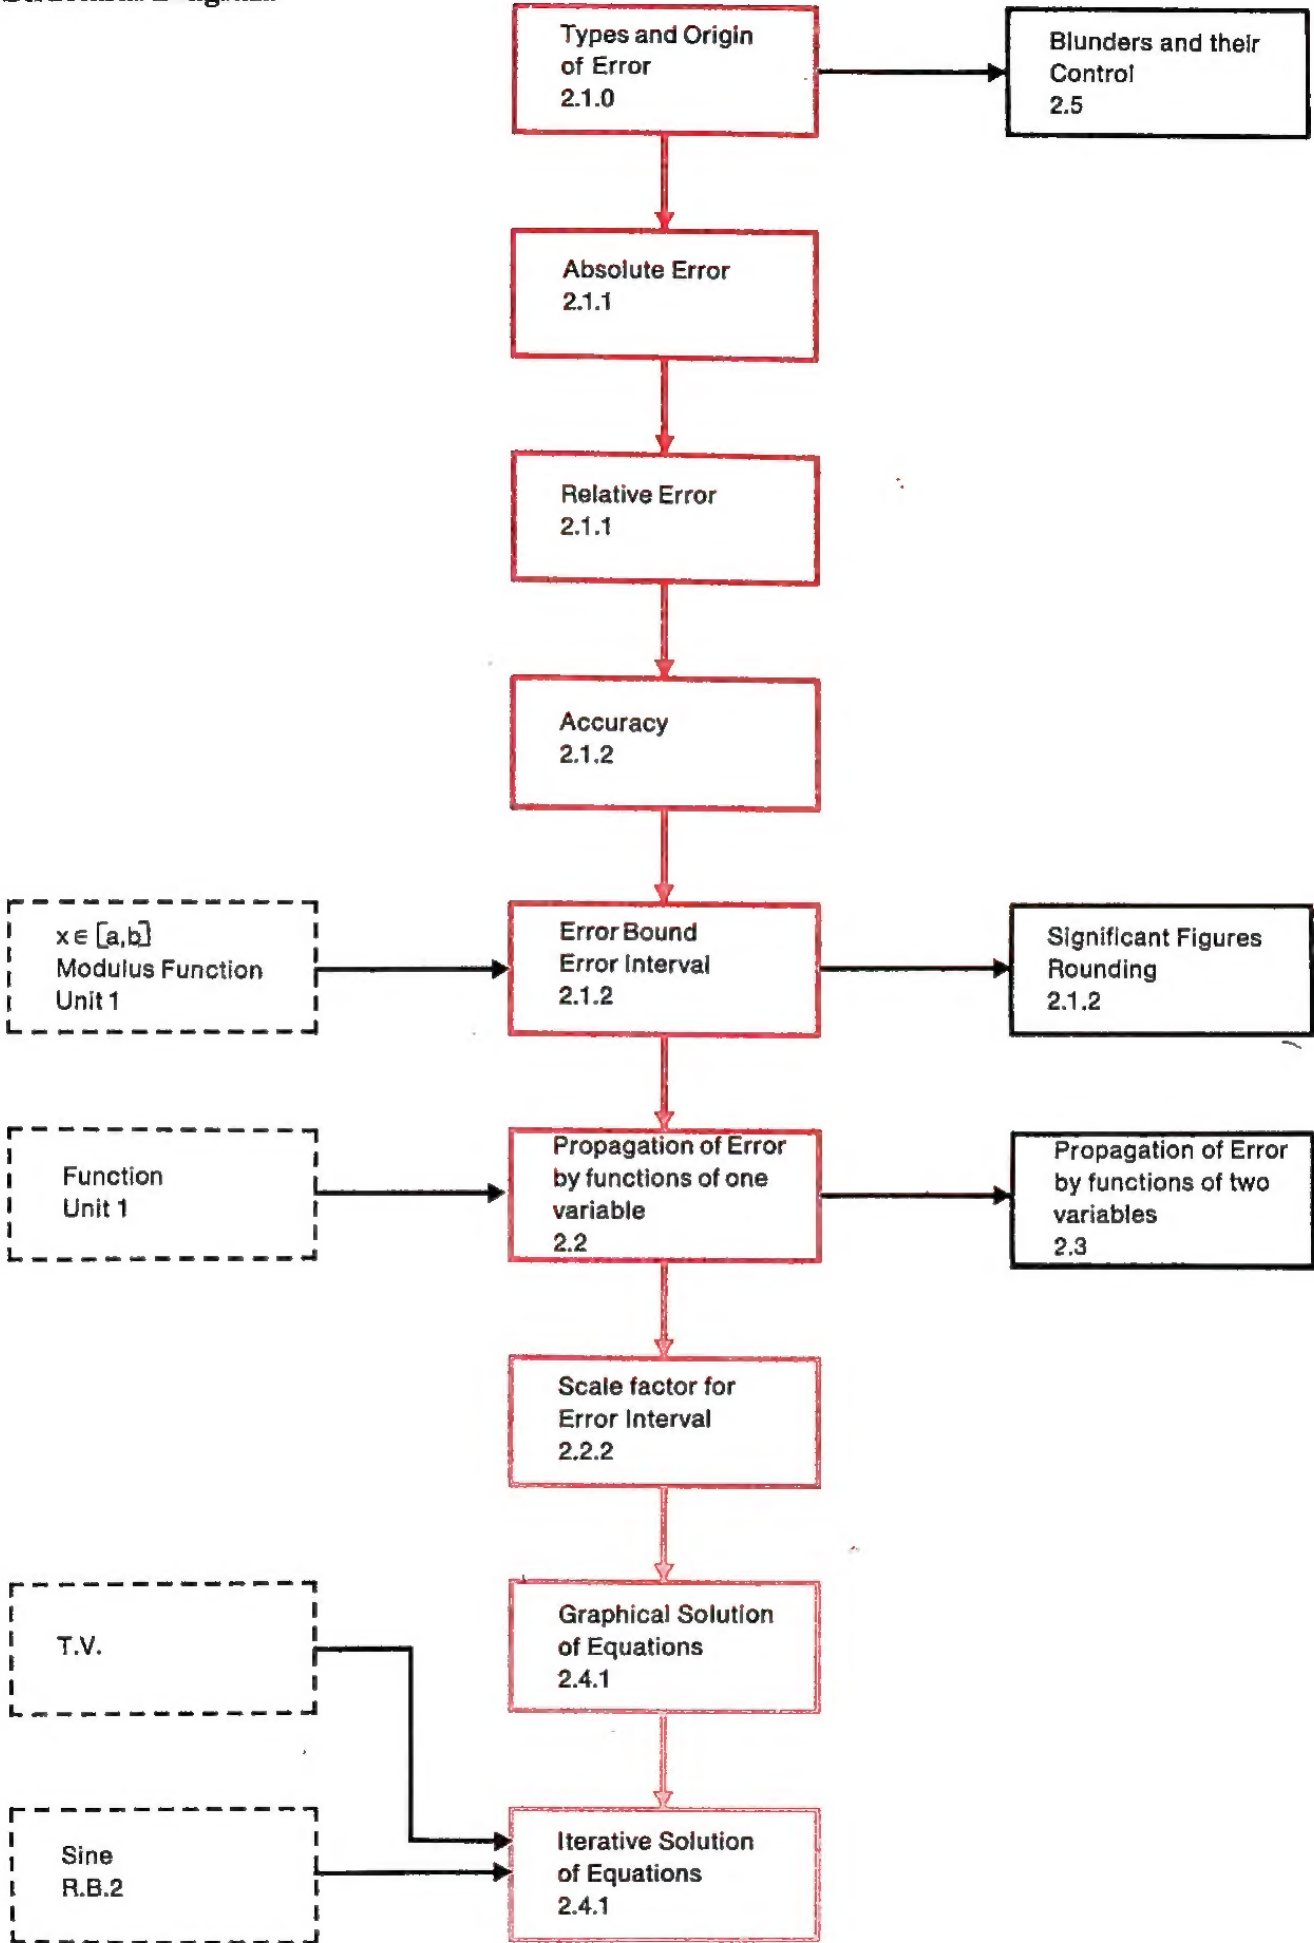 Types and Origin
of Error
2.1.0
Blunders and their
Control
2.5
Absolute Error
2.1.1
Relative Error
2.1.1
Accuracy
2.1.2
x ∈ [a,b]
Modulus Function
Unit 1
Error Bound
Error Interval
2.1.2
Significant Figures
Rounding
2.1.2
Function
Unit 1
Propagation of Error
by functions of one
variable
2.2
Propagation of Error
by functions of two
variables
2.3
Scale factor for
Error Interval
2.2.2
T.V.
Graphical Solution
of Equations
2.4.1
Sine
R.B.2
Iterative Solution
of Equations
2.4.1